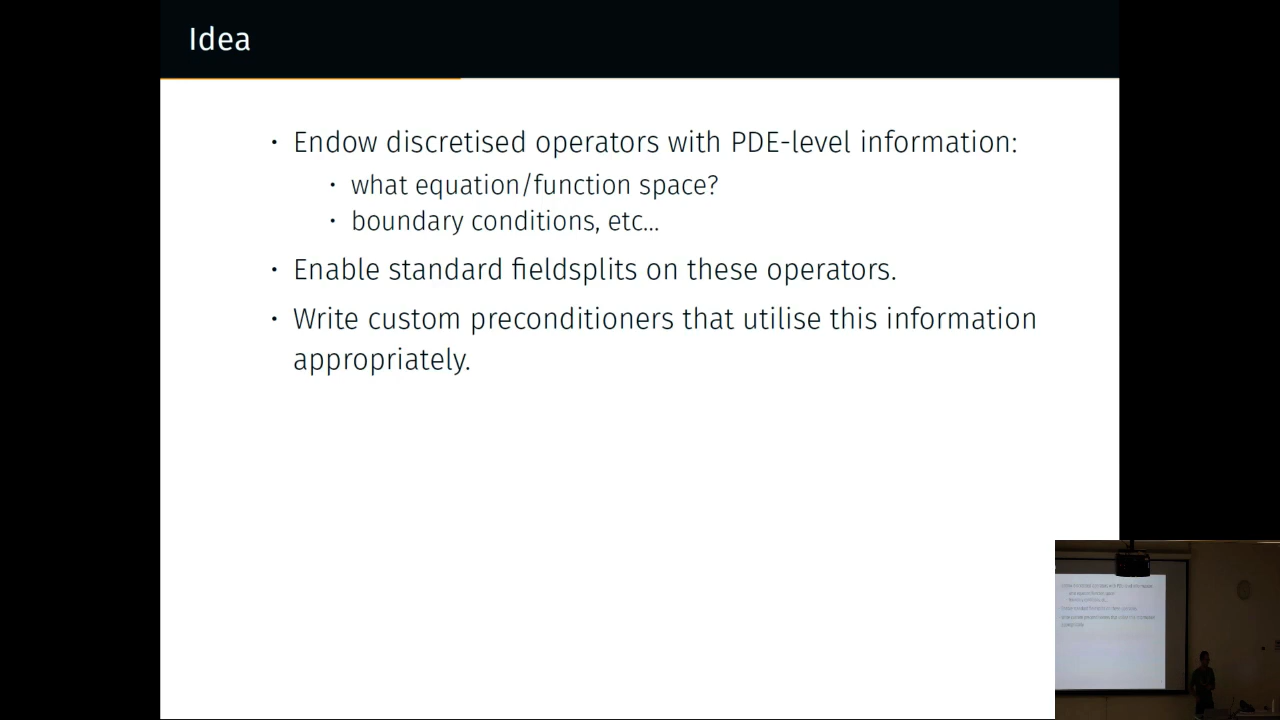 Idea
· Endow discretised operators with PDE-level information:
· what equation/function space?
· boundary conditions, etc...
· Enable standard fieldsplits on these operators.
· Write custom preconditioners that utilise this information
appropriately.